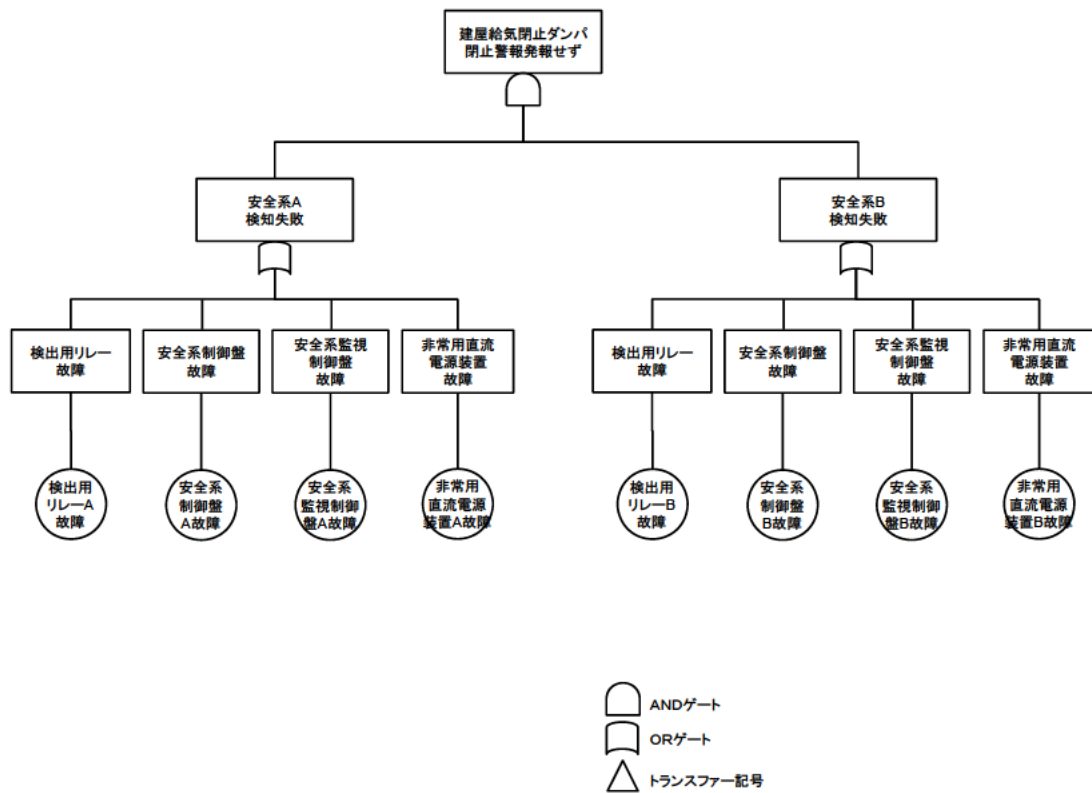 建屋給気閉止ダンパ
閉止警報発報せず
安全系A
検知失敗
安全系B
検知失敗
検出用リレー
故障
安全系制御盤
故障
安全系監視
制御盤
故障
非常用直流
電源装置
故障
検出用リレー
故障
安全系制御盤
故障
安全系監視
制御盤
故障
非常用直流
電源装置
故障
検出用
リレーA
故障
安全系
制御盤
A故障
安全系
監視制御
盤A故障
非常用
直流電源
装置A故障
検出用
リレーB
故障
安全系
制御盤
B故障
安全系
監視制御
盤B故障
非常用
直流電源
装置B故障
ANDゲート
ORゲート
トランスファー記号